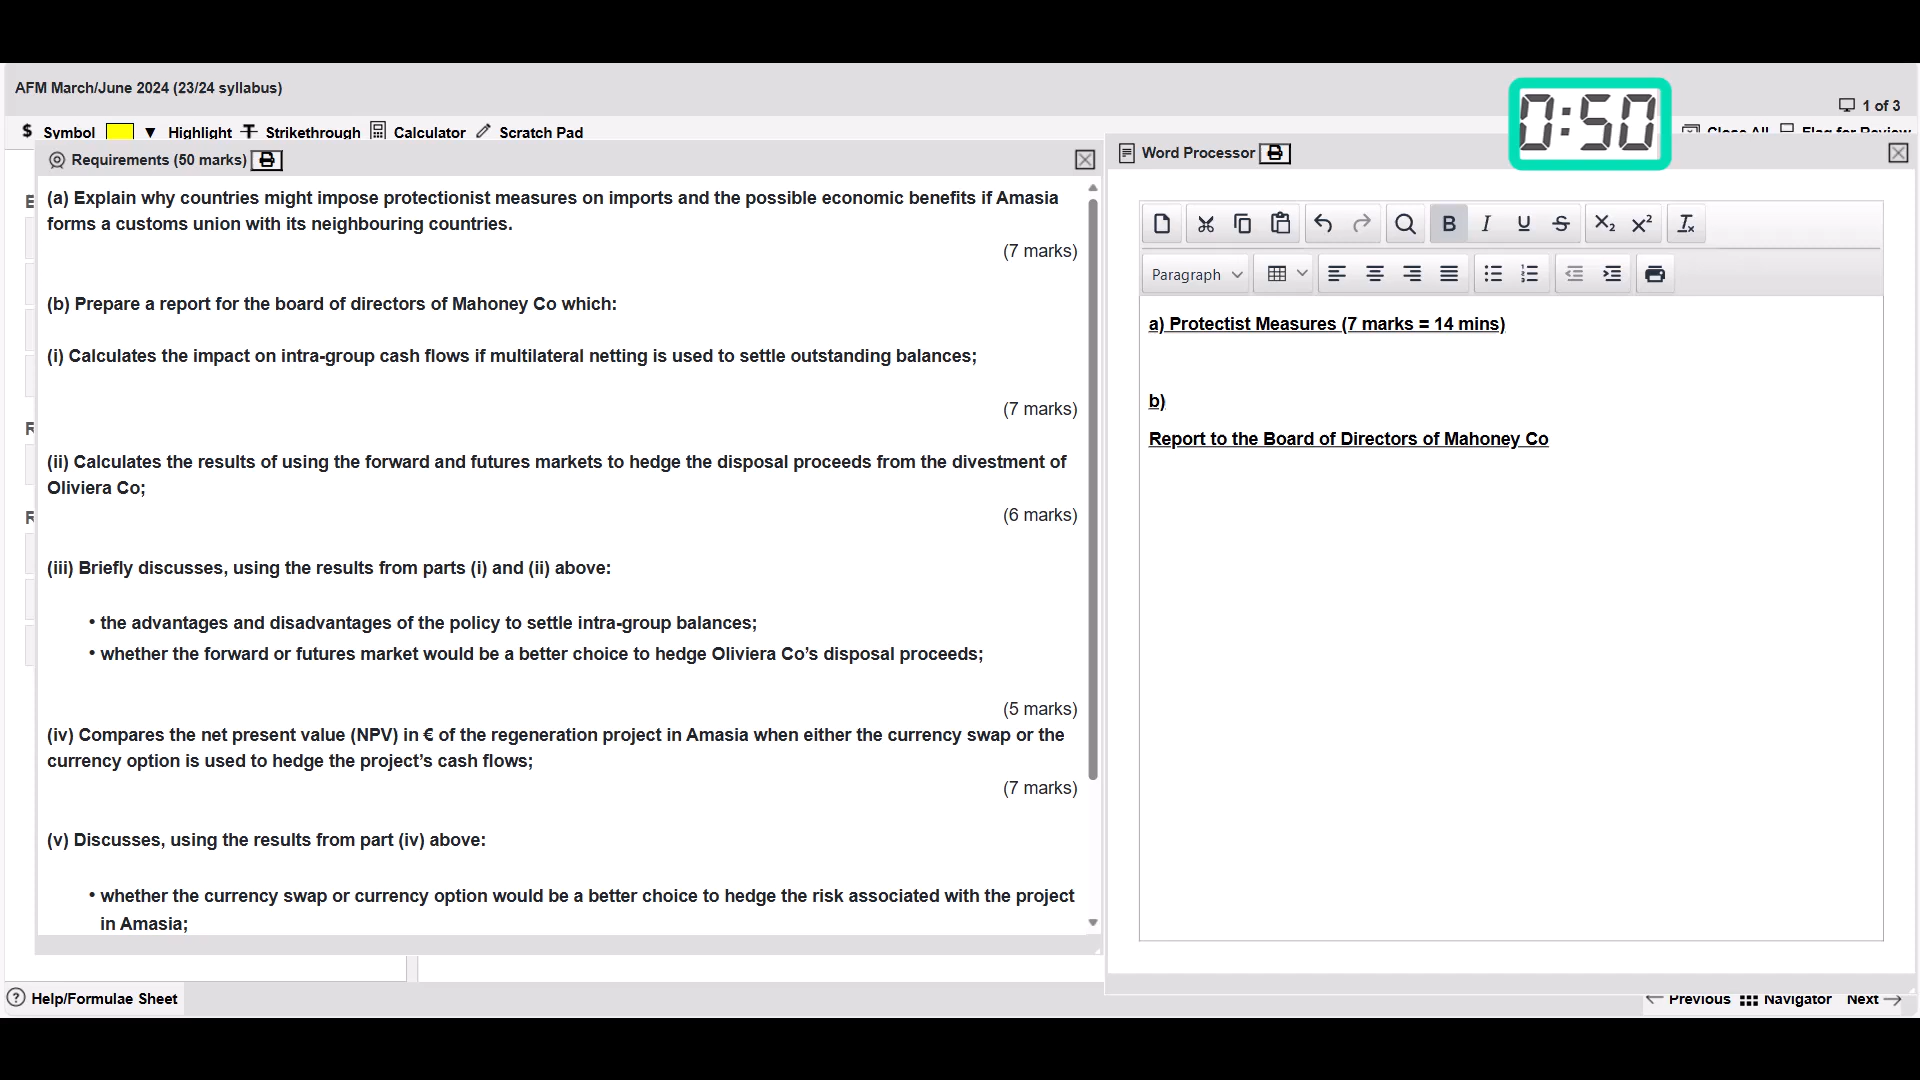 AFM March/June 2024 (23/24 syllabus)
0:50
1 of 3
$ Symbol ▼ Highlight Strikethrough Calculator Scratch Pad
Close All Flag for Review
Requirements (50 marks)
Word Processor
(a) Explain why countries might impose protectionist measures on imports and the possible economic benefits if Amasia
forms a customs union with its neighbouring countries.
(7 marks)
(b) Prepare a report for the board of directors of Mahoney Co which:
(i) Calculates the impact on intra-group cash flows if multilateral netting is used to settle outstanding balances;
(7 marks)
(ii) Calculates the results of using the forward and futures markets to hedge the disposal proceeds from the divestment of
Oliviera Co;
(6 marks)
(iii) Briefly discusses, using the results from parts (i) and (ii) above:
• the advantages and disadvantages of the policy to settle intra-group balances;
• whether the forward or futures market would be a better choice to hedge Oliviera Co's disposal proceeds;
(5 marks)
(iv) Compares the net present value (NPV) in € of the regeneration project in Amasia when either the currency swap or the
currency option is used to hedge the project's cash flows;
(7 marks)
(v) Discusses, using the results from part (iv) above:
• whether the currency swap or currency option would be a better choice to hedge the risk associated with the project
in Amasia;
B I U S X₂ X² Tx
Paragraph
a) Protectist Measures (7 marks = 14 mins)
b)
Report to the Board of Directors of Mahoney Co
Help/Formulae Sheet
Previous Navigator Next